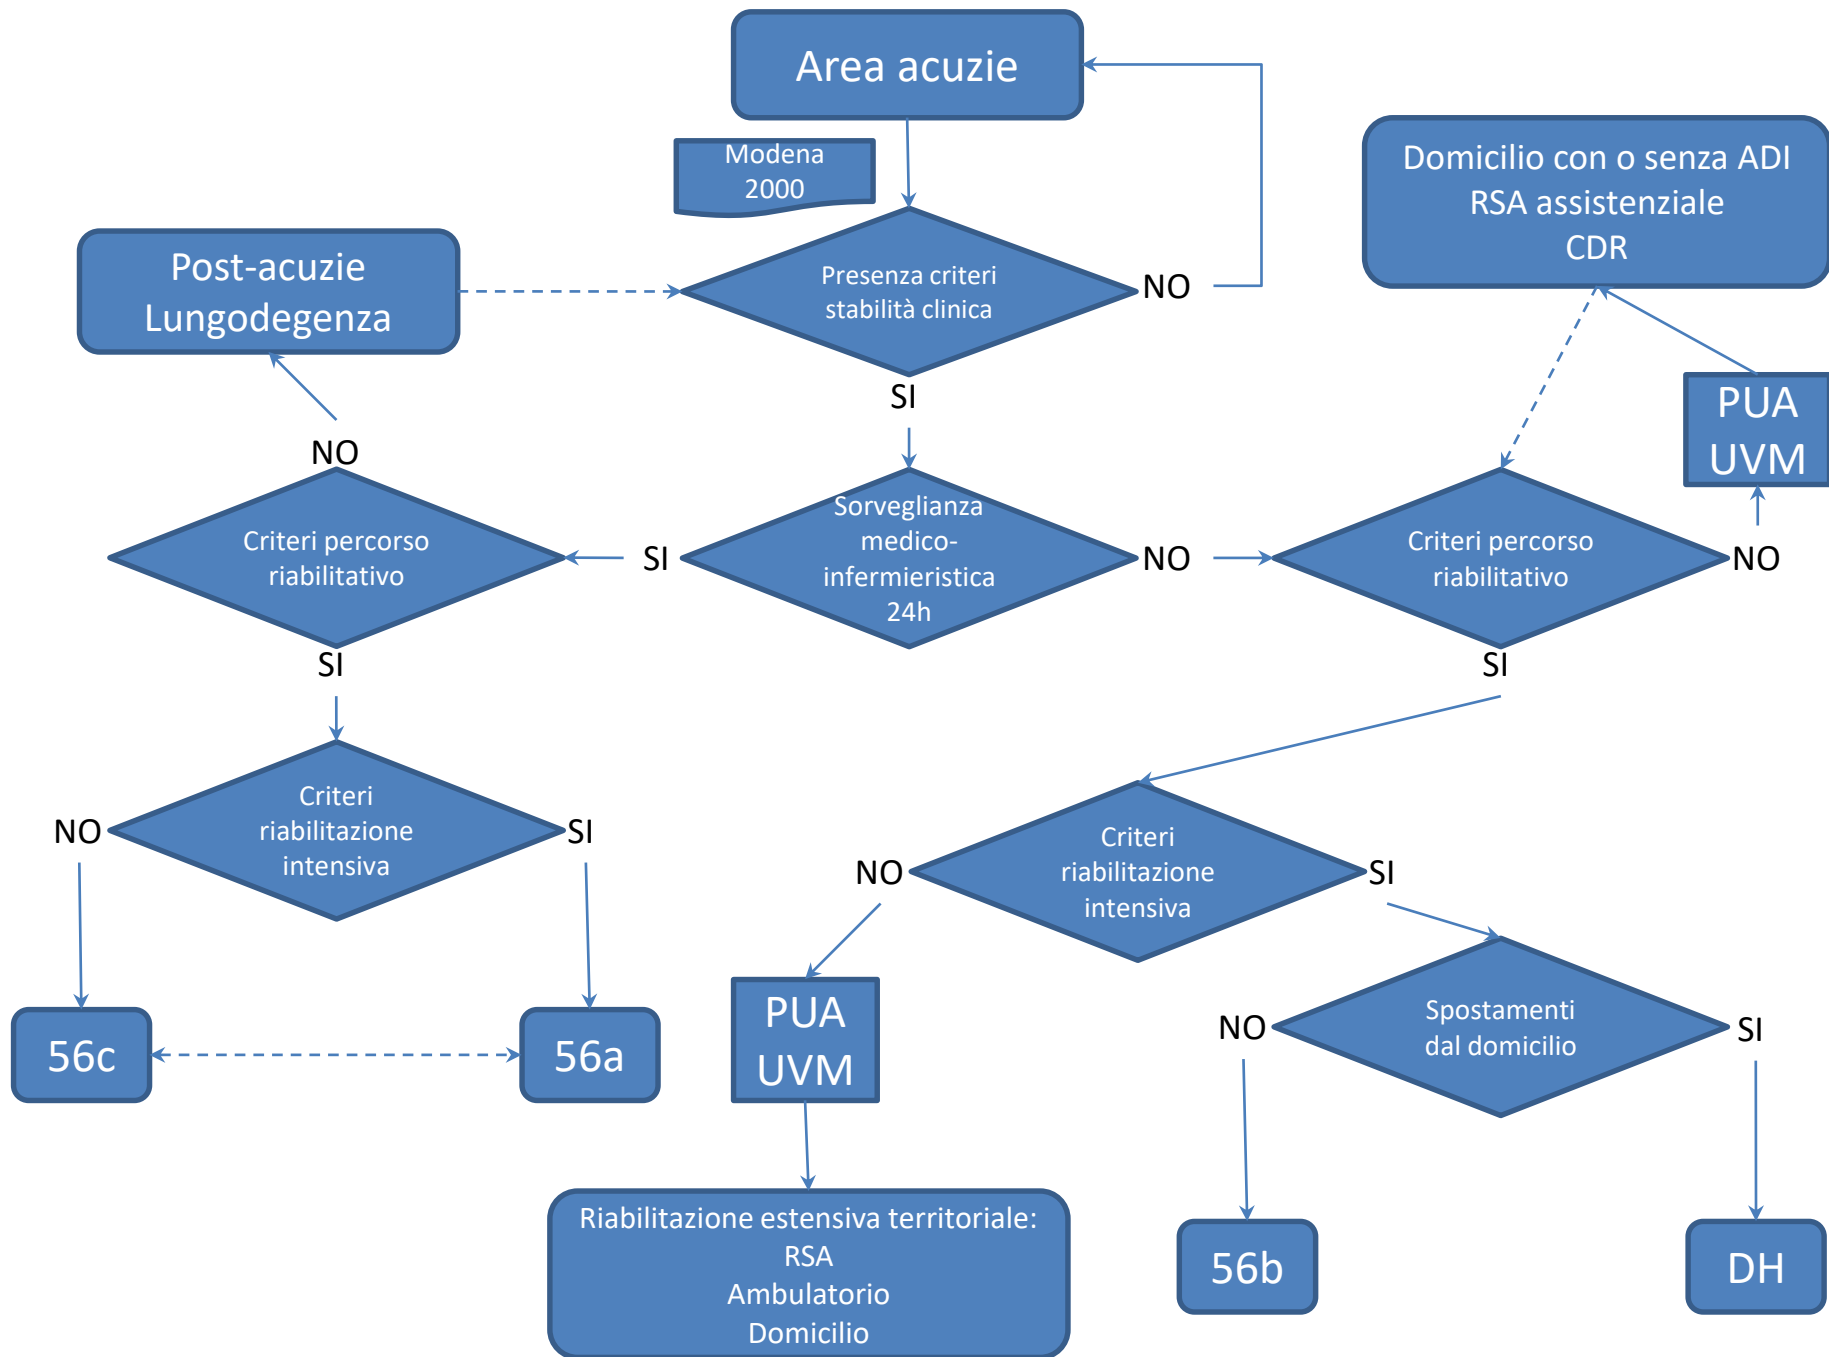 Area acuzie
Modena
2000
Domicilio con o senza ADI
RSA assistenziale
CDR
Post-acuzie
Lungodegenza
Presenza criteri
stabilità clinica
NO
SI
PUA
UVM
NO
Criteri percorso
riabilitativo
SI
Sorveglianza
medico-
infermieristica
24h
NO
Criteri percorso
riabilitativo
NO
SI
SI
Criteri
riabilitazione
intensiva
NO
SI
Criteri
riabilitazione
intensiva
NO
SI
56c
56a
PUA
UVM
Spostamenti
dal domicilio
NO
SI
Riabilitazione estensiva territoriale:
RSA
Ambulatorio
Domicilio
56b
DH